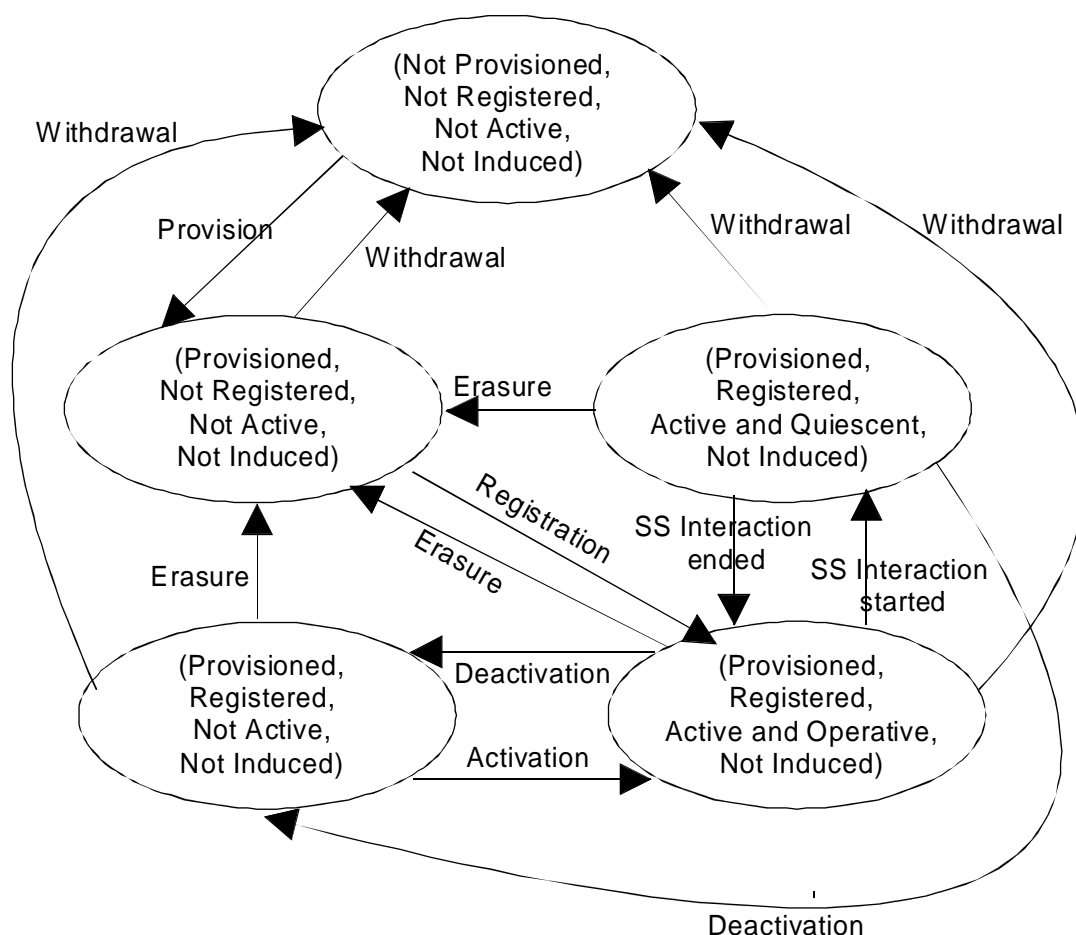 (Not Provisioned,
Not Registered,
Not Active,
Not Induced)
Withdrawal
Provision
Withdrawal
Withdrawal
Withdrawal
(Provisioned,
Not Registered,
Not Active,
Not Induced)
Erasure
(Provisioned,
Registered,
Active and Quiescent,
Not Induced)
Registration
Erasure
SS Interaction
ended
SS Interaction
started
Erasure
(Provisioned,
Registered,
Not Active,
Not Induced)
Deactivation
Activation
(Provisioned,
Registered,
Active and Operative,
Not Induced)
Deactivation